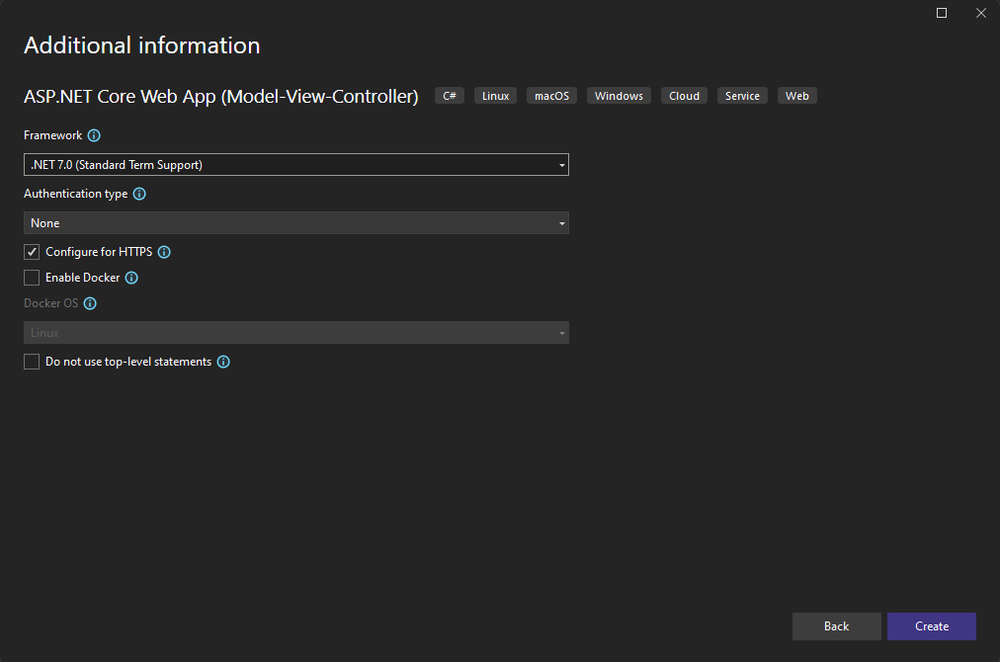 Additional information
ASP.NET Core Web App (Model-View-Controller) C# Linux macOS Windows Cloud Service Web
Framework
.NET 7.0 (Standard Term Support)
Authentication type
None
Configure for HTTPS
Enable Docker
Docker OS
Linux
Do not use top-level statements
Back Create